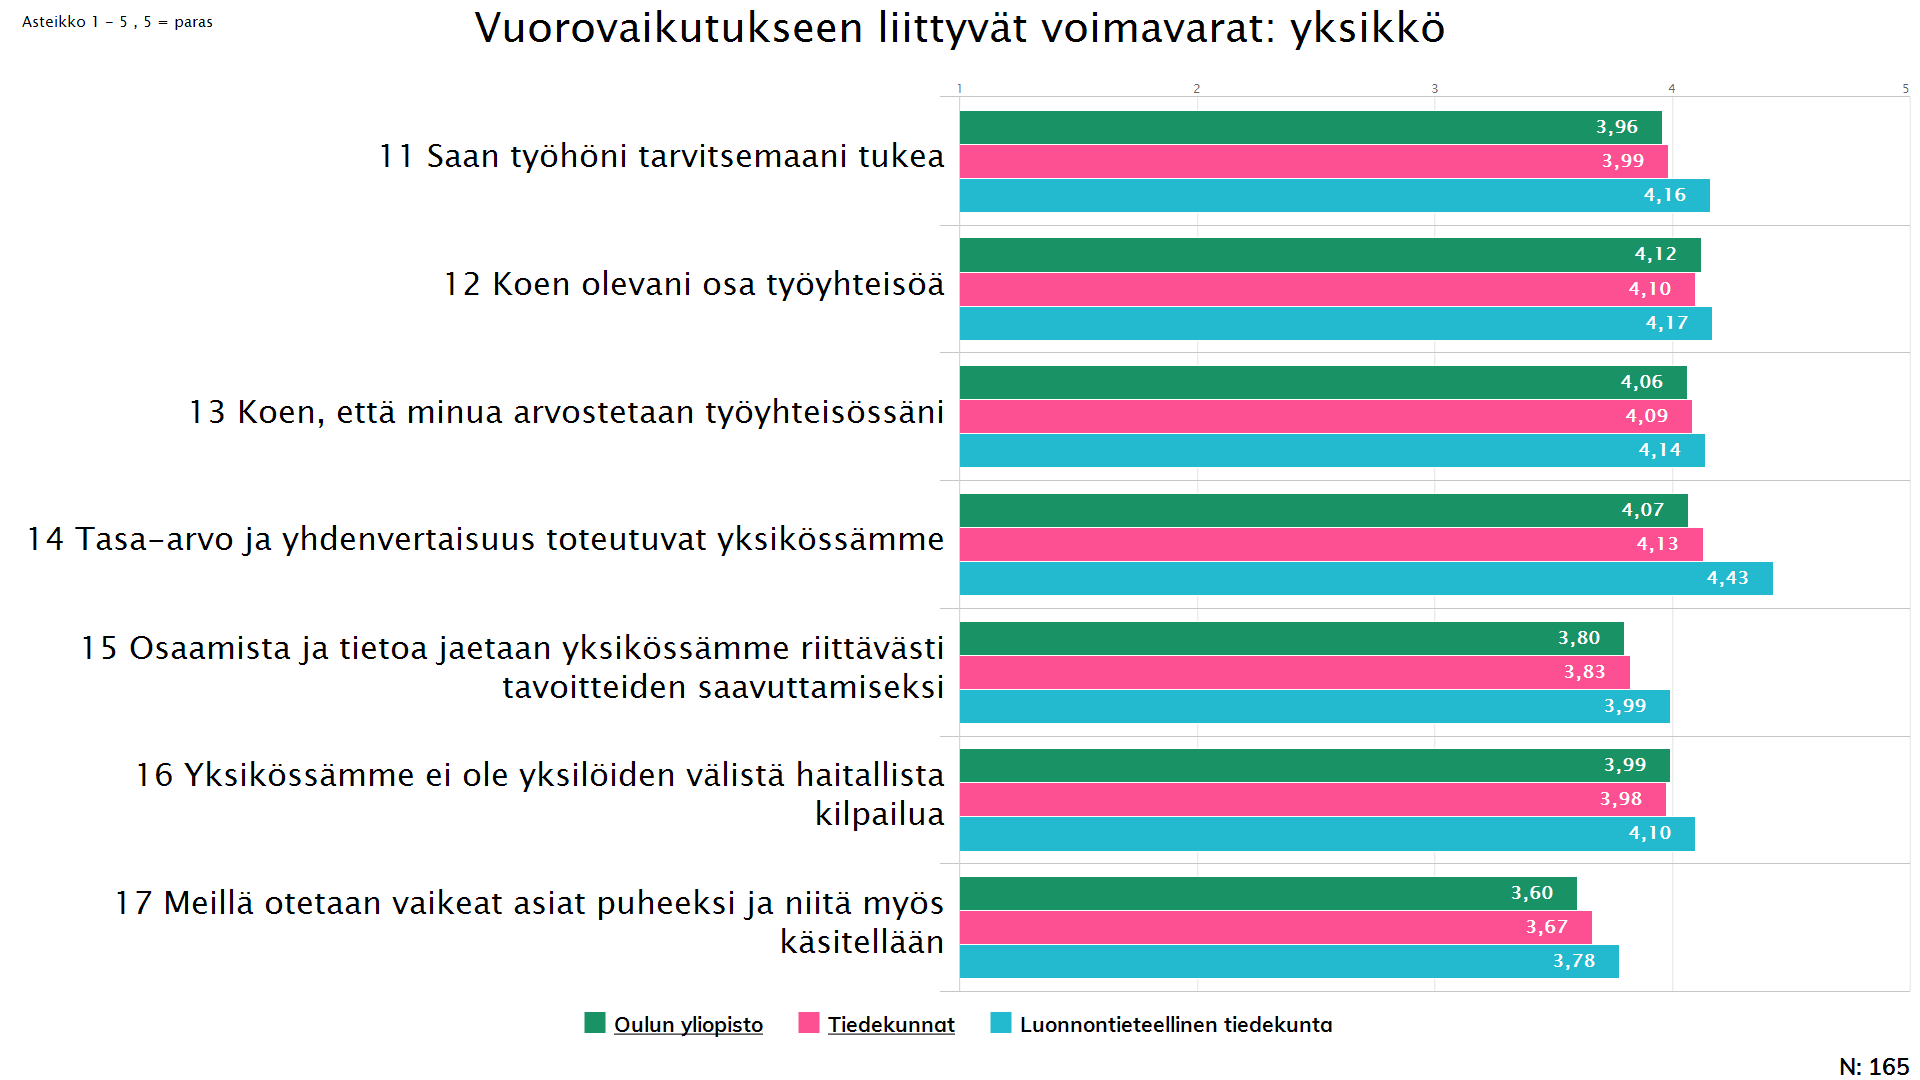 Asteikko 1 - 5 , 5 = paras
Vuorovaikutukseen liittyvät voimavarat: yksikkö
1 2 3 4 5
11 Saan työhöni tarvitsemaani tukea
3,96
3,99
4,16
12 Koen olevani osa työyhteisöä
4,12
4,10
4,17
13 Koen, että minua arvostetaan työyhteisössäni
4,06
4,09
4,14
14 Tasa-arvo ja yhdenvertaisuus toteutuvat yksikössämme
4,07
4,13
4,43
15 Osaamista ja tietoa jaetaan yksikössämme riittävästi
tavoitteiden saavuttamiseksi
3,80
3,83
3,99
16 Yksikössämme ei ole yksilöiden välistä haitallista
kilpailua
3,99
3,98
4,10
17 Meillä otetaan vaikeat asiat puheeksi ja niitä myös
käsitellään
3,60
3,67
3,78
Oulun yliopisto Tiedekunnat Luonnontieteellinen tiedekunta
N: 165